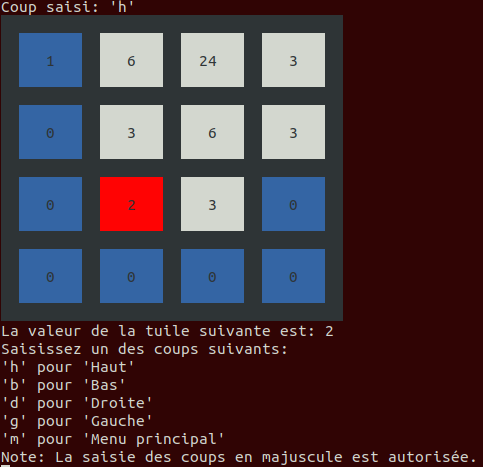 Coup saisi: 'h'
1 6 24 3
0 3 6 3
0 2 3 0
0 0 0 0
La valeur de la tuile suivante est: 2
Saisissez un des coups suivants:
'h' pour 'Haut'
'b' pour 'Bas'
'd' pour 'Droite'
'g' pour 'Gauche'
'm' pour 'Menu principal'
Note: La saisie des coups en majuscule est autorisée.